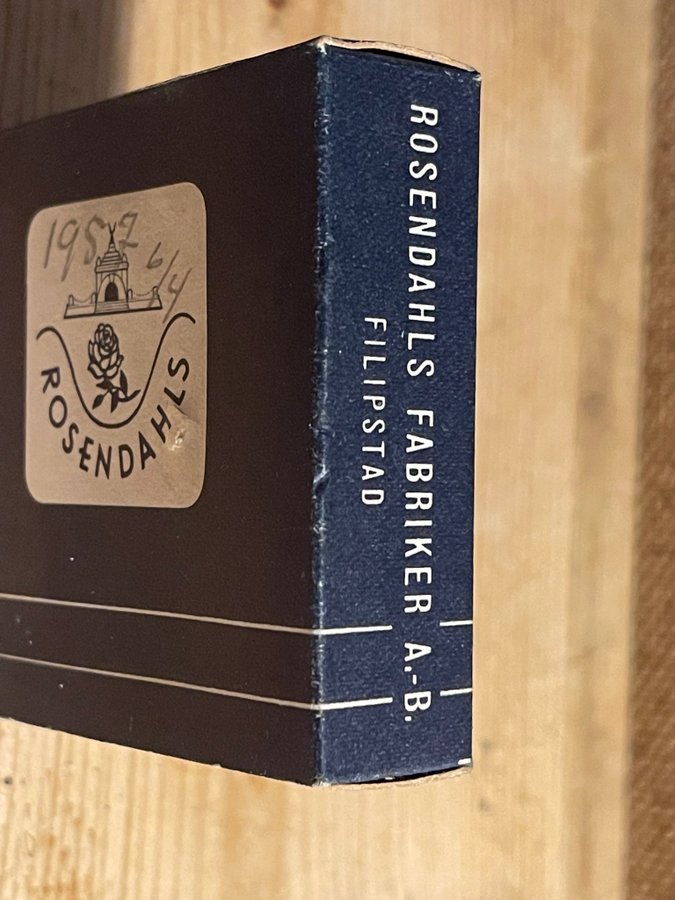 1952
6/4
ROSENDAHLS
ROSENDAHLS FABRIKER A.-B.
FILIPSTAD